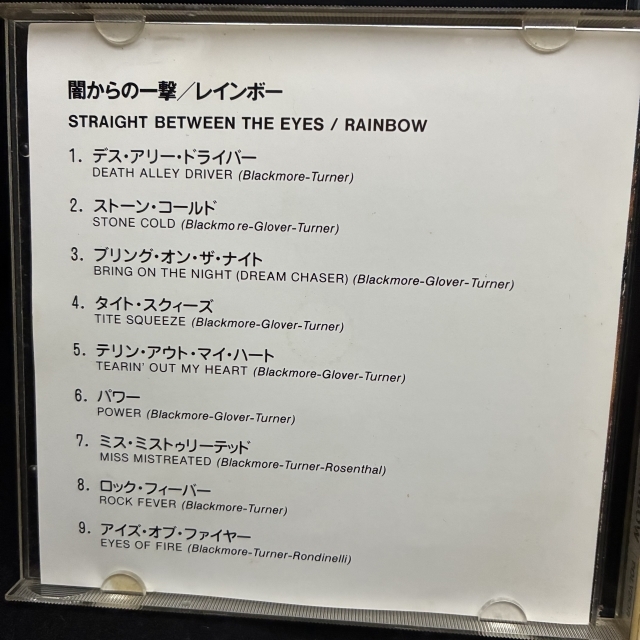 闇からの一撃／レインボー
STRAIGHT BETWEEN THE EYES / RAINBOW
1. デス・アリー・ドライバー
DEATH ALLEY DRIVER (Blackmore-Turner)
2. ストーン・コールド
STONE COLD (Blackmore-Glover-Turner)
3. ブリング・オン・ザ・ナイト
BRING ON THE NIGHT (DREAM CHASER) (Blackmore-Glover-Turner)
4. タイト・スクィーズ
TITE SQUEEZE (Blackmore-Glover-Turner)
5. テリン・アウト・マイ・ハート
TEARIN' OUT MY HEART (Blackmore-Glover-Turner)
6. パワー
POWER (Blackmore-Glover-Turner)
7. ミス・ミストゥリーテッド
MISS MISTREATED (Blackmore-Turner-Rosenthal)
8. ロック・フィーバー
ROCK FEVER (Blackmore-Turner)
9. アイズ・オブ・ファイヤー
EYES OF FIRE (Blackmore-Turner-Rondinelli)